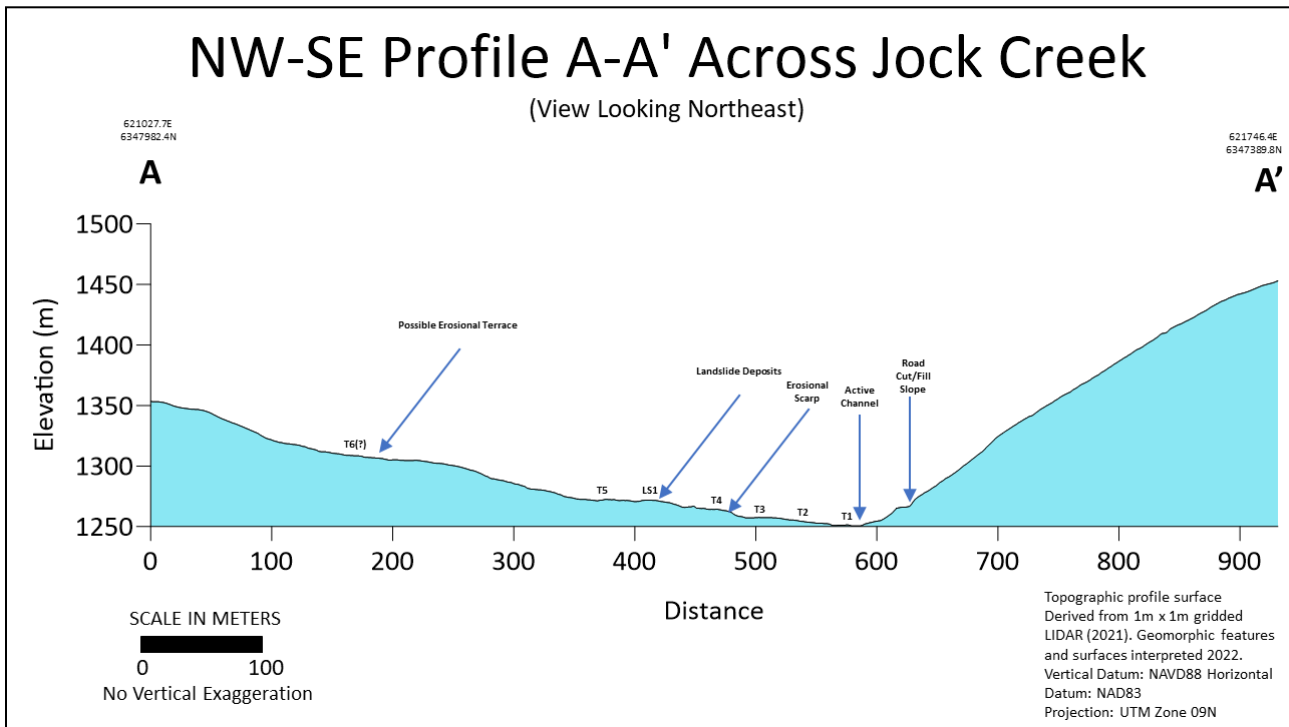 NW-SE Profile A-A' Across Jock Creek
(View Looking Northeast)
621027.7E
6347982.4N
A
621746.4E
6347389.8N
A’
Elevation (m)
1500
1450
1400
1350
1300
1250
Possible Erosional Terrace
Landslide Deposits
Erosional
Scarp
Active
Channel
Road
Cut/Fill
Slope
T6(?)
T5
LS1
T4
T3
T2
T1
0 100 200 300 400 500 600 700 800 900
Distance
SCALE IN METERS
0 100
No Vertical Exaggeration
Topographic profile surface
Derived from 1m x 1m gridded
LIDAR (2021). Geomorphic features
and surfaces interpreted 2022.
Vertical Datum: NAVD88 Horizontal
Datum: NAD83
Projection: UTM Zone 09N